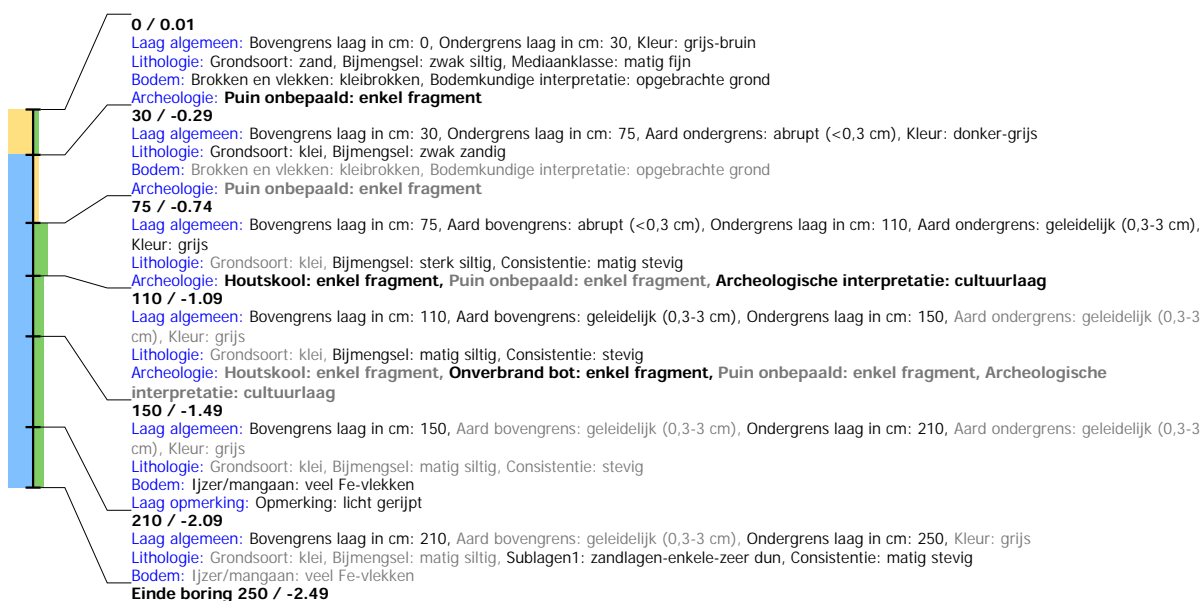 0 / 0.01
Laag algemeen: Bovengrens laag in cm: 0, Ondergrens laag in cm: 30, Kleur: grijs-bruin
Lithologie: Grondsoort: zand, Bijmengsel: zwak siltig, Mediaanklasse: matig fijn
Bodem: Brokken en vlekken: kleibrokken, Bodemkundige interpretatie: opgebrachte grond
Archeologie: Puin onbepaald: enkel fragment
30 / -0.29
Laag algemeen: Bovengrens laag in cm: 30, Ondergrens laag in cm: 75, Aard ondergrens: abrupt (<0,3 cm), Kleur: donker-grijs
Lithologie: Grondsoort: klei, Bijmengsel: zwak zandig
Bodem: Brokken en vlekken: kleibrokken, Bodemkundige interpretatie: opgebrachte grond
Archeologie: Puin onbepaald: enkel fragment
75 / -0.74
Laag algemeen: Bovengrens laag in cm: 75, Aard bovengrens: abrupt (<0,3 cm), Ondergrens laag in cm: 110, Aard ondergrens: geleidelijk (0,3-3 cm),
Kleur: grijs
Lithologie: Grondsoort: klei, Bijmengsel: sterk siltig, Consistentie: matig stevig
Archeologie: Houtskool: enkel fragment, Puin onbepaald: enkel fragment, Archeologische interpretatie: cultuurlaag
110 / -1.09
Laag algemeen: Bovengrens laag in cm: 110, Aard bovengrens: geleidelijk (0,3-3 cm), Ondergrens laag in cm: 150, Aard ondergrens: geleidelijk (0,3-3
cm), Kleur: grijs
Lithologie: Grondsoort: klei, Bijmengsel: matig siltig, Consistentie: stevig
Archeologie: Houtskool: enkel fragment, Onverbrand bot: enkel fragment, Puin onbepaald: enkel fragment, Archeologische
interpretatie: cultuurlaag
150 / -1.49
Laag algemeen: Bovengrens laag in cm: 150, Aard bovengrens: geleidelijk (0,3-3 cm), Ondergrens laag in cm: 210, Aard ondergrens: geleidelijk (0,3-3
cm), Kleur: grijs
Lithologie: Grondsoort: klei, Bijmengsel: matig siltig, Consistentie: stevig
Bodem: Ijzer/mangaan: veel Fe-vlekken
Laag opmerking: Opmerking: licht gerijpt
210 / -2.09
Laag algemeen: Bovengrens laag in cm: 210, Aard bovengrens: geleidelijk (0,3-3 cm), Ondergrens laag in cm: 250, Kleur: grijs
Lithologie: Grondsoort: klei, Bijmengsel: matig siltig, Sublagen1: zandlagen-enkele-zeer dun, Consistentie: matig stevig
Bodem: Ijzer/mangaan: veel Fe-vlekken
Einde boring 250 / -2.49